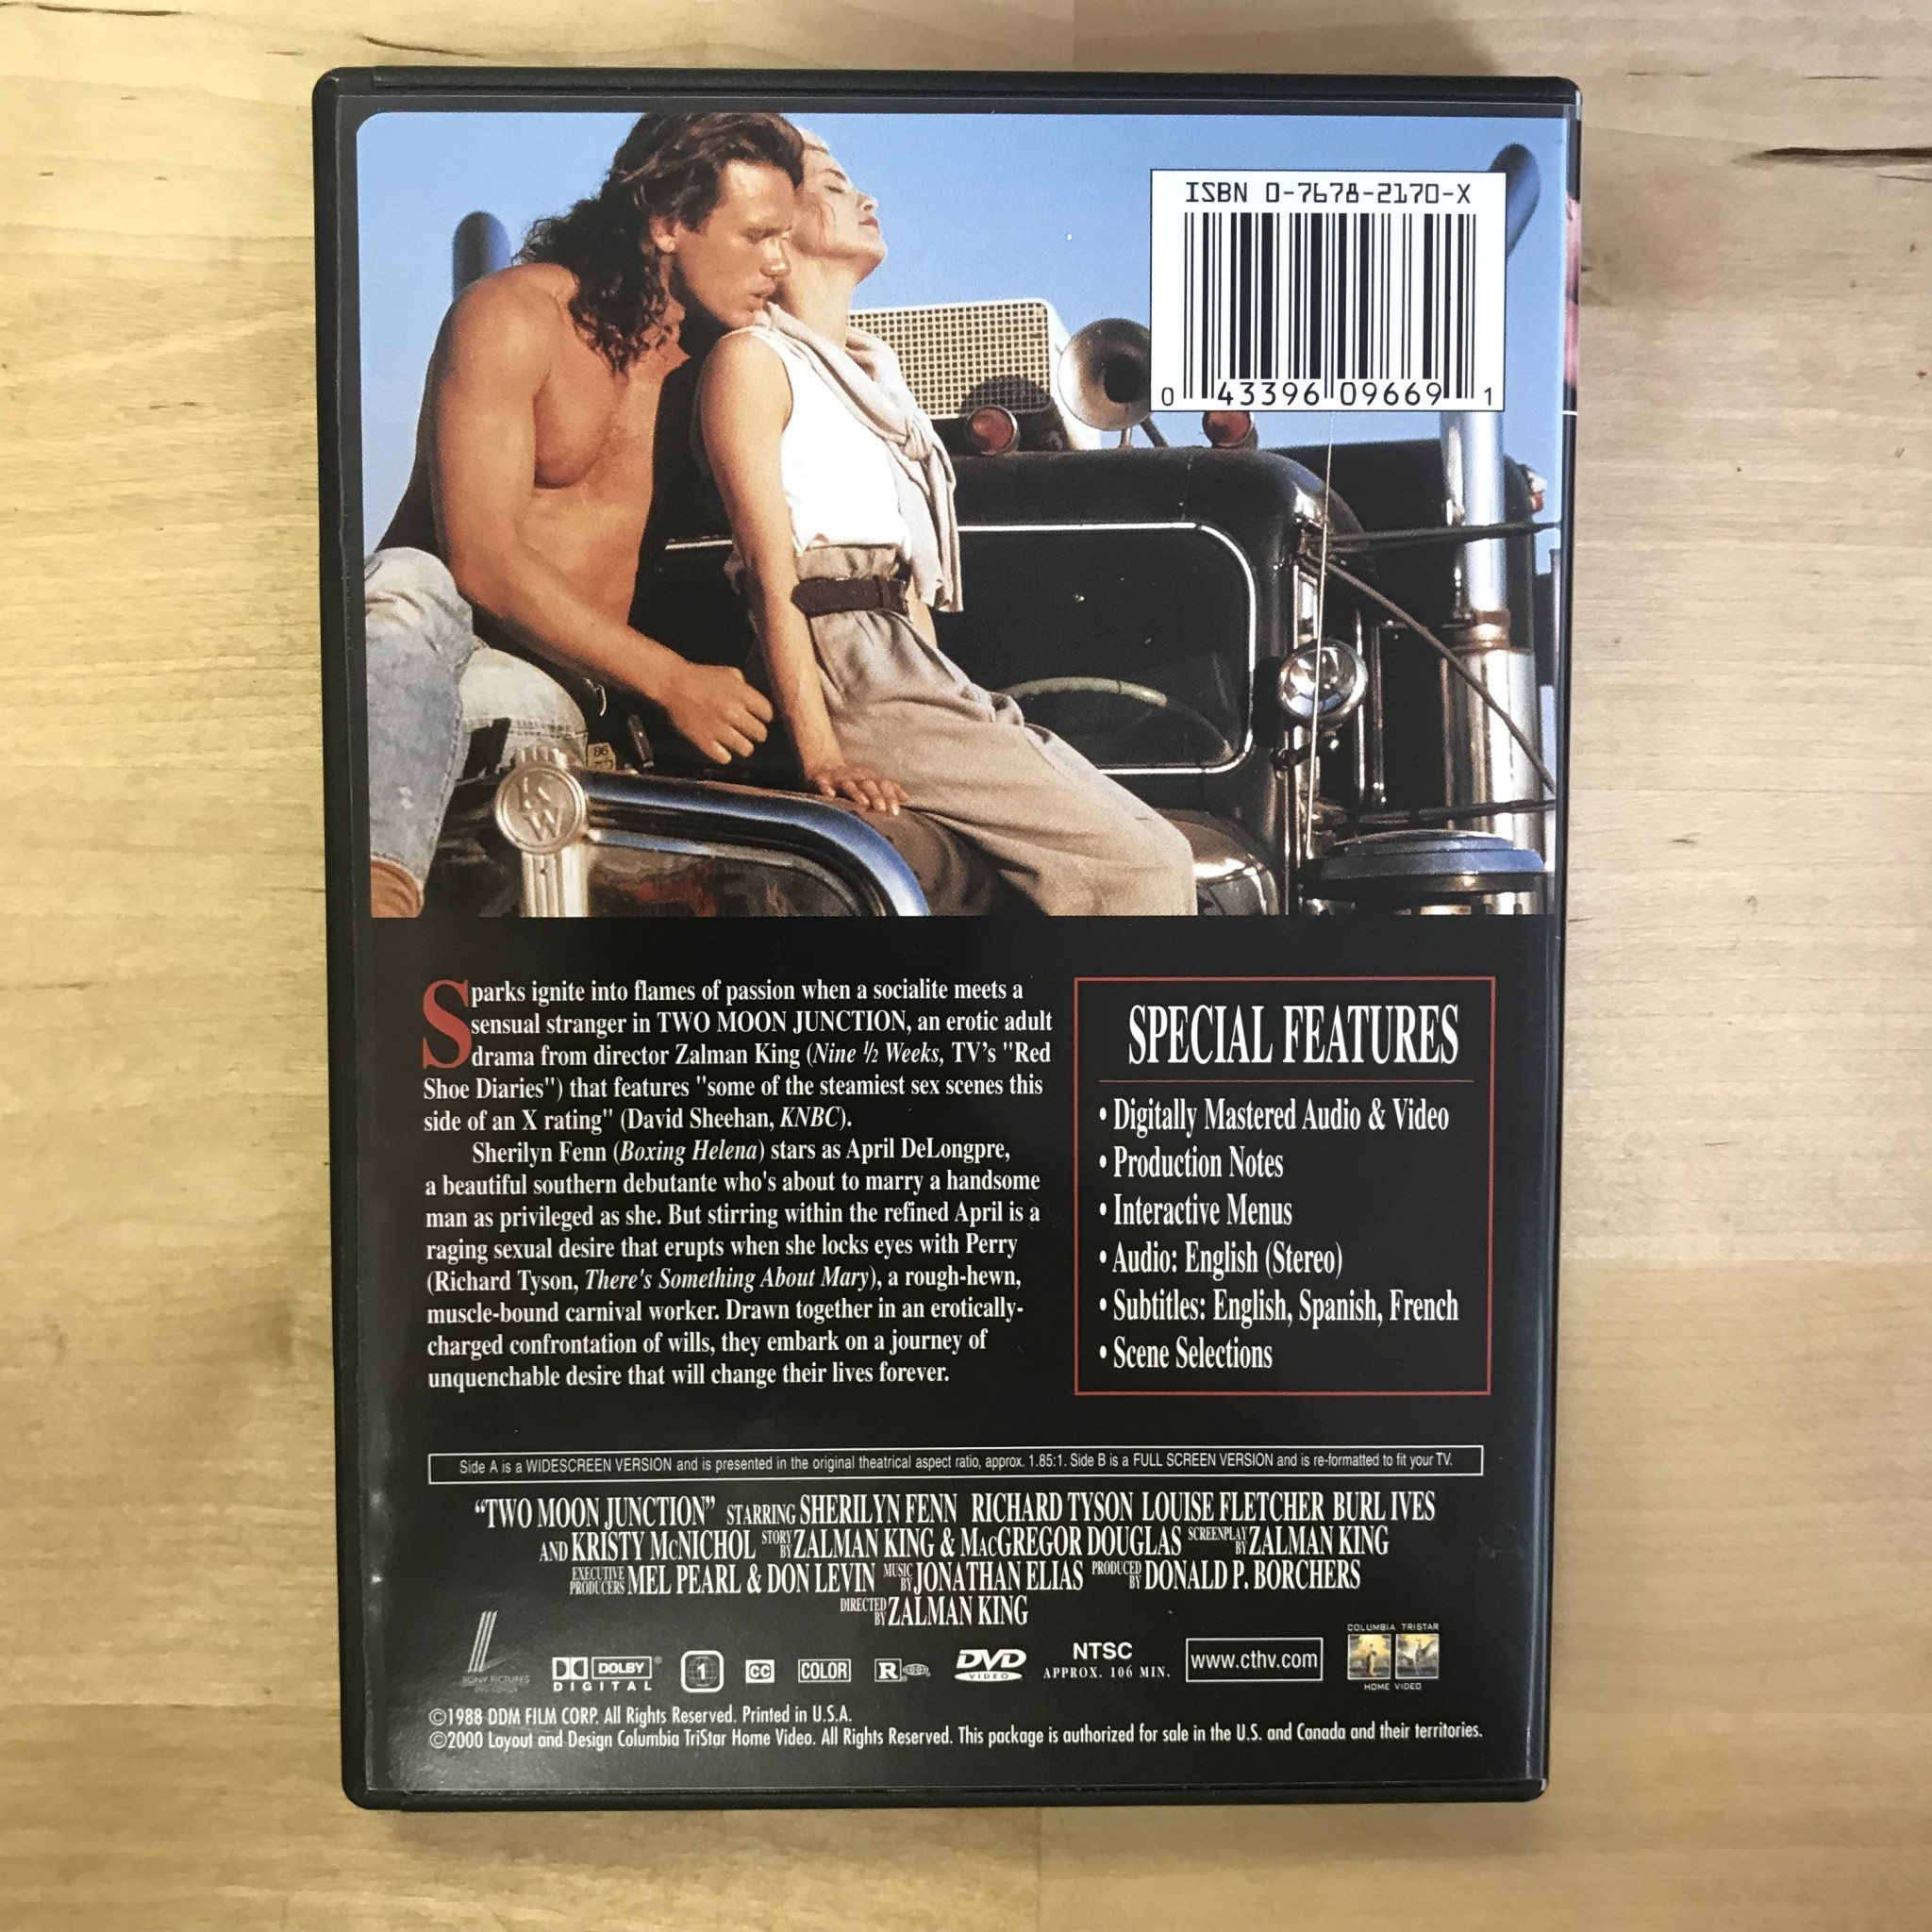 ISBN 0-7678-2170-X
0 43396 09669 1
KW
86
Sparks ignite into flames of passion when a socialite meets a
sensual stranger in TWO MOON JUNCTION, an erotic adult
drama from director Zalman King (Nine ½ Weeks, TV's "Red
Shoe Diaries") that features "some of the steamiest sex scenes this
side of an X rating" (David Sheehan, KNBC).
Sherilyn Fenn (Boxing Helena) stars as April DeLongpre,
a beautiful southern debutante who's about to marry a handsome
man as privileged as she. But stirring within the refined April is a
raging sexual desire that erupts when she locks eyes with Perry
(Richard Tyson, There's Something About Mary), a rough-hewn,
muscle-bound carnival worker. Drawn together in an erotically-
charged confrontation of wills, they embark on a journey of
unquenchable desire that will change their lives forever.
SPECIAL FEATURES
• Digitally Mastered Audio & Video
• Production Notes
• Interactive Menus
• Audio: English (Stereo)
• Subtitles: English, Spanish, French
• Scene Selections
Side A is a WIDESCREEN VERSION and is presented in the original theatrical aspect ratio, approx. 1.85:1. Side B is a FULL SCREEN VERSION and is re-formatted to fit your TV.
“TWO MOON JUNCTION” STARRING SHERILYN FENN RICHARD TYSON LOUISE FLETCHER BURL IVES
AND KRISTY McNICHOL STORY BY ZALMAN KING & MacGREGOR DOUGLAS SCREENPLAY BY ZALMAN KING
EXECUTIVE PRODUCERS MEL PEARL & DON LEVIN MUSIC BY JONATHAN ELIAS PRODUCED BY DONALD P. BORCHERS
DIRECTED BY ZALMAN KING
SONY PICTURES
DOLBY DIGITAL
1
CC
COLOR
R
DVD VIDEO
NTSC
APPROX. 106 MIN.
www.cthv.com
COLUMBIA TRISTAR
HOME VIDEO
©1988 DDM FILM CORP. All Rights Reserved. Printed in U.S.A.
©2000 Layout and Design Columbia TriStar Home Video. All Rights Reserved. This package is authorized for sale in the U.S. and Canada and their territories.